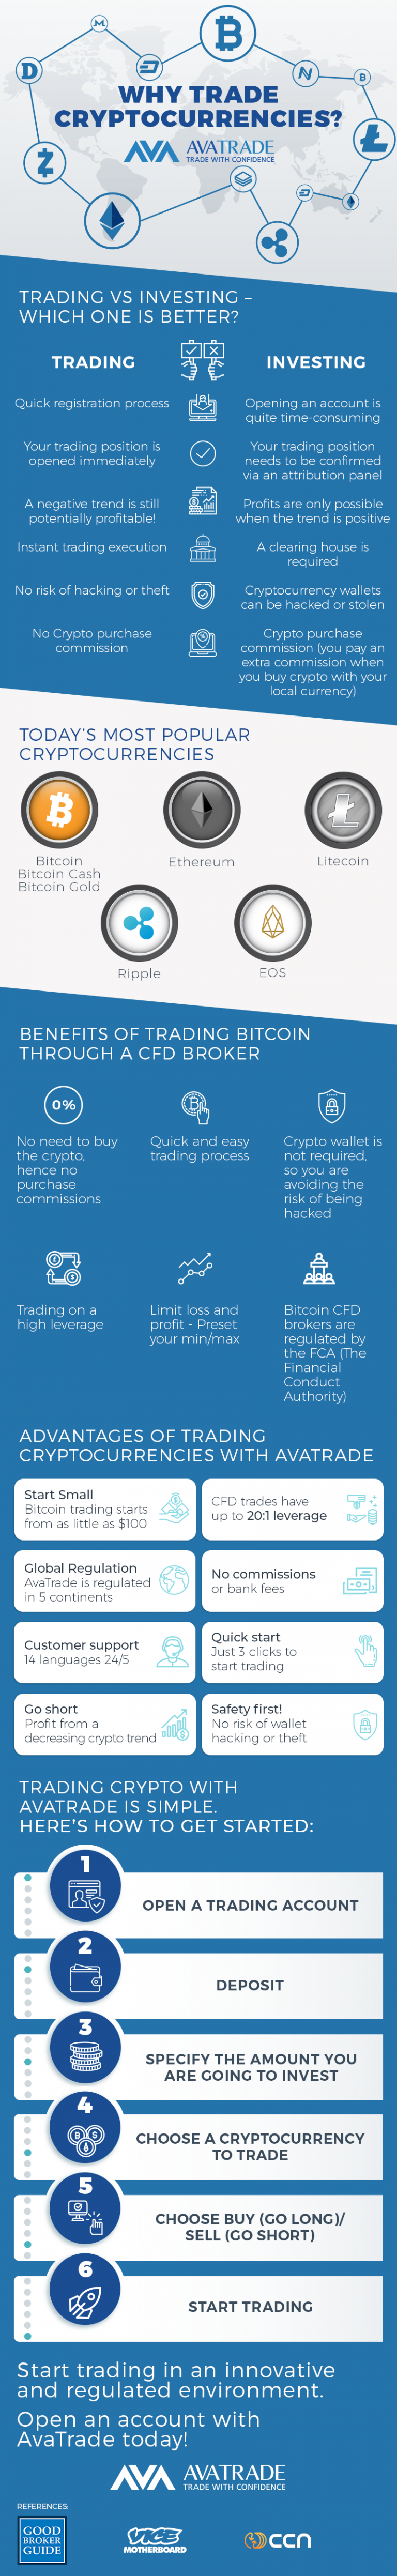 WHY TRADE
CRYPTOCURRENCIES?
AVATRADE
TRADE WITH CONFIDENCE
TRADING VS INVESTING –
WHICH ONE IS BETTER?
TRADING
INVESTING
Quick registration process
Opening an account is
quite time-consuming
Your trading position is
opened immediately
Your trading position
needs to be confirmed
via an attribution panel
A negative trend is still
potentially profitable!
Profits are only possible
when the trend is positive
Instant trading execution
A clearing house is
required
No risk of hacking or theft
Cryptocurrency wallets
can be hacked or stolen
No Crypto purchase
commission
Crypto purchase
commission (you pay an
extra commission when
you buy crypto with your
local currency)
TODAY'S MOST POPULAR
CRYPTOCURRENCIES
Bitcoin
Bitcoin Cash
Bitcoin Gold
Ethereum
Litecoin
Ripple
EOS
BENEFITS OF TRADING BITCOIN
THROUGH A CFD BROKER
0%
No need to buy
the crypto,
hence no
purchase
commissions
Quick and easy
trading process
Crypto wallet is
not required,
so you are
avoiding the
risk of being
hacked
Trading on a
high leverage
Limit loss and
profit - Preset
your min/max
Bitcoin CFD
brokers are
regulated by
the FCA (The
Financial
Conduct
Authority)
ADVANTAGES OF TRADING
CRYPTOCURRENCIES WITH AVATRADE
Start Small
Bitcoin trading starts
from as little as $100
CFD trades have
up to 20:1 leverage
Global Regulation
AvaTrade is regulated
in 5 continents
No commissions
or bank fees
Customer support
14 languages 24/5
Quick start
Just 3 clicks to
start trading
Go short
Profit from a
decreasing crypto trend
Safety first!
No risk of wallet
hacking or theft
TRADING CRYPTO WITH
AVATRADE IS SIMPLE.
HERE'S HOW TO GET STARTED:
1
OPEN A TRADING ACCOUNT
2
DEPOSIT
3
SPECIFY THE AMOUNT YOU
ARE GOING TO INVEST
4
CHOOSE A CRYPTOCURRENCY
TO TRADE
5
CHOOSE BUY (GO LONG)/
SELL (GO SHORT)
6
START TRADING
Start trading in an innovative
and regulated environment.
Open an account with
AvaTrade today!
AVATRADE
TRADE WITH CONFIDENCE
REFERENCES:
GOOD
BROKER
GUIDE
VICE
MOTHERBOARD
ccn